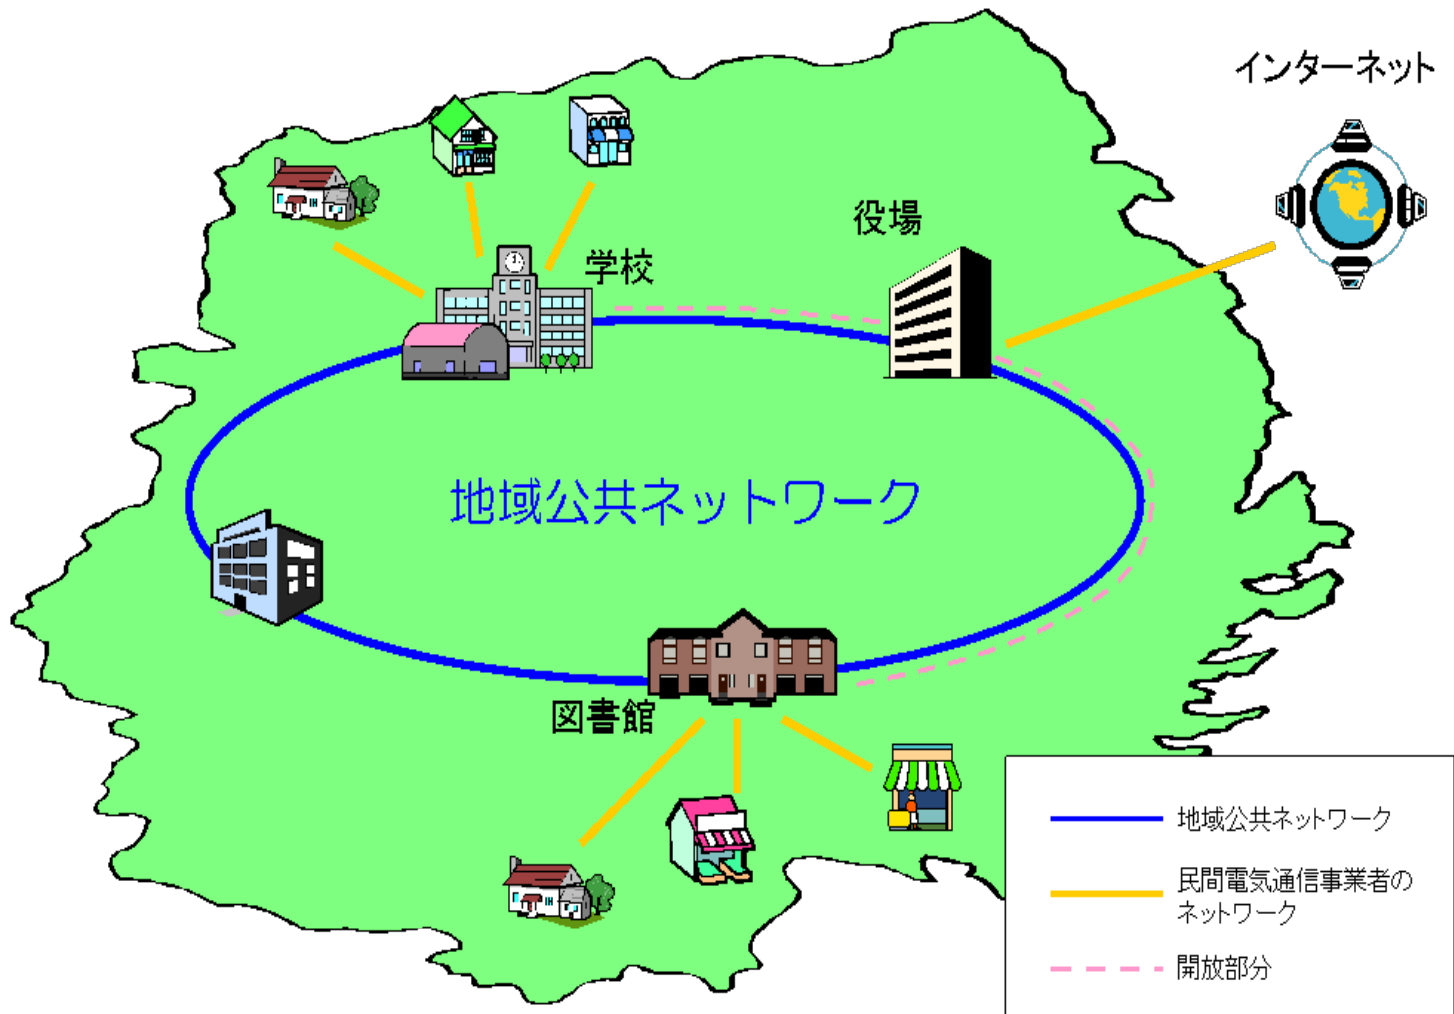 インターネット
役場
学校
地域公共ネットワーク
図書館
地域公共ネットワーク
民間電気通信事業者の
ネットワーク
開放部分